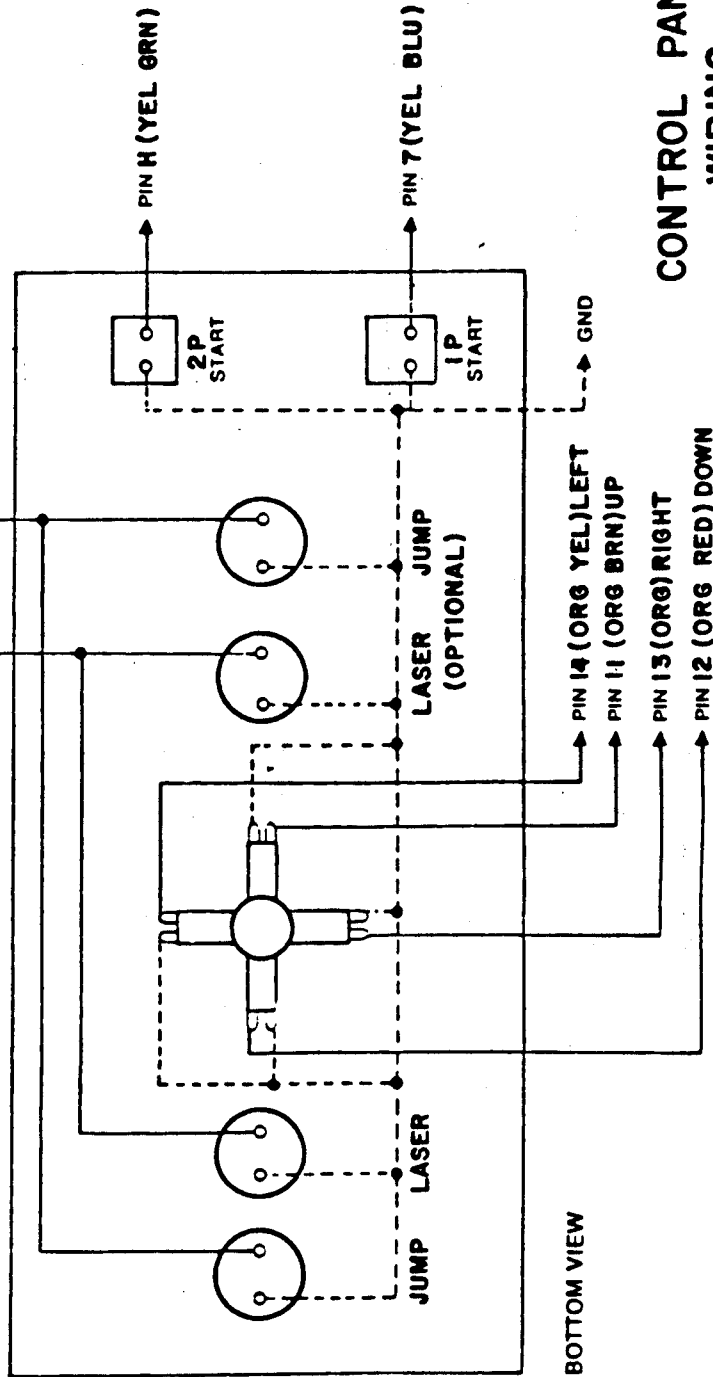 PIN H (YEL GRN)
2P
START
PIN 7 (YEL BLU)
1P
START
JUMP
LASER
LASER
JUMP
(OPTIONAL)
GND
PIN 14 (ORG YEL) LEFT
PIN 11 (ORG BRN) UP
PIN 13 (ORG) RIGHT
PIN 12 (ORG RED) DOWN
BOTTOM VIEW
CONTROL PAN
WIRING